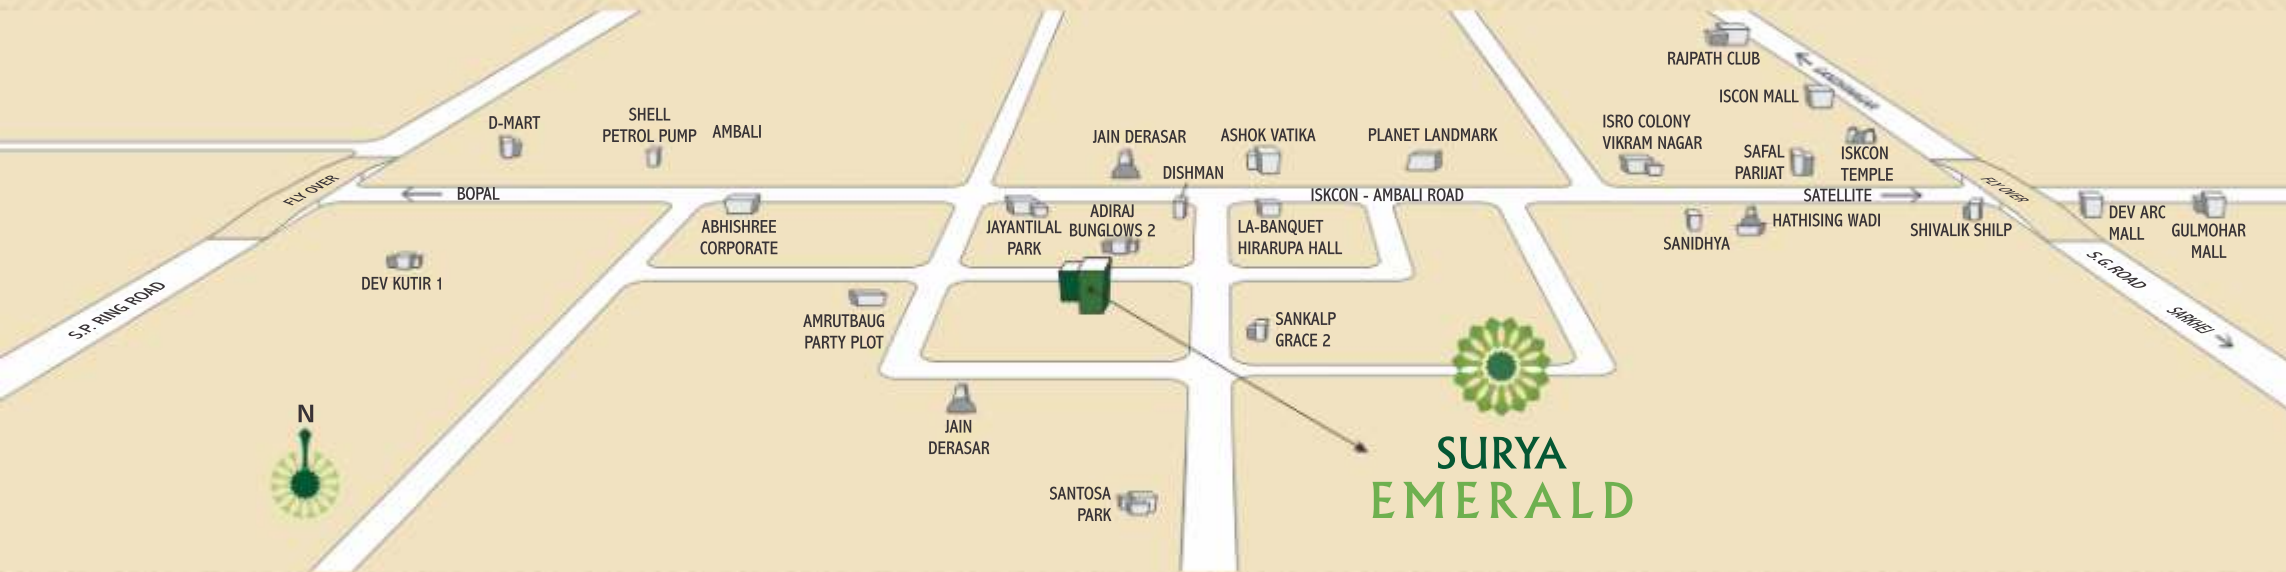 RAJPATH CLUB
GANDHINAGAR
ISCON MALL
D-MART
SHELL
PETROL PUMP
AMBALI
JAIN DERASAR
ASHOK VATIKA
PLANET LANDMARK
ISRO COLONY
VIKRAM NAGAR
SAFAL
PARIJAT
ISKCON
TEMPLE
DISHMAN
FLY OVER
BOPAL
ISKCON - AMBALI ROAD
SATELLITE
FLY OVER
ABHISHREE
CORPORATE
JAYANTILAL
PARK
ADIRAJ
BUNGLOWS 2
LA-BANQUET
HIRARUPA HALL
SANIDHYA
HATHISING WADI
SHIVALIK SHILP
DEV ARC
MALL
GULMOHAR
MALL
DEV KUTIR 1
S.P. RING ROAD
S.G.ROAD
SARKHEJ
AMRUTBAUG
PARTY PLOT
SANKALP
GRACE 2
N
JAIN
DERASAR
SANTOSA
PARK
SURYA
EMERALD